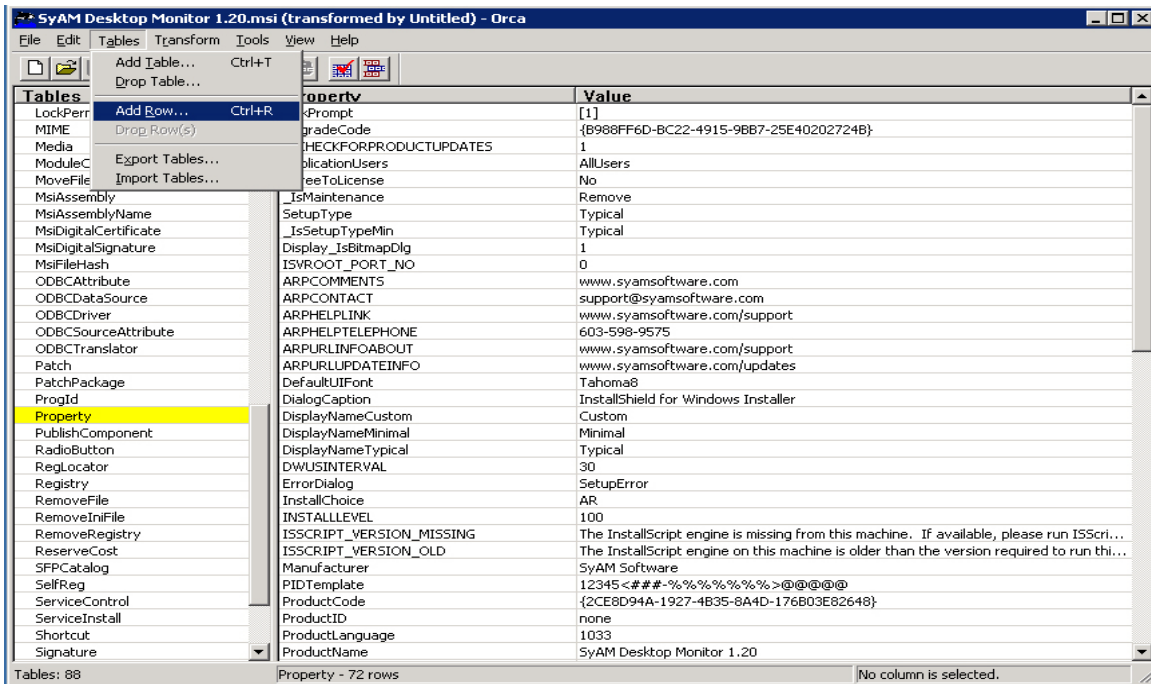 SyAM Desktop Monitor 1.20.msi (transformed by Untitled) - Orca
File Edit Tables Transform Tools View Help
Add Table... Ctrl+T
Drop Table...
Add Row... Ctrl+R
Drop Row(s)
Export Tables...
Import Tables...
Tables
LockPerr
MIME
Media
ModuleC
MoveFile
MsiAssembly
MsiAssemblyName
MsiDigitalCertificate
MsiDigitalSignature
MsiFileHash
ODBCAttribute
ODBCDataSource
ODBCDriver
ODBCSourceAttribute
ODBCTranslator
Patch
PatchPackage
ProgId
Property
PublishComponent
RadioButton
RegLocator
Registry
RemoveFile
RemoveIniFile
RemoveRegistry
ReserveCost
SFPCatalog
SelfReg
ServiceControl
ServiceInstall
Shortcut
Signature
roperty Value
kPrompt [1]
gradeCode {B988FF6D-BC22-4915-9BB7-25E40202724B}
CHECKFORPRODUCTUPDATES 1
plicationUsers AllUsers
reeToLicense No
_IsMaintenance Remove
SetupType Typical
_IsSetupTypeMin Typical
Display_IsBitmapDlg 1
ISVROOT_PORT_NO 0
ARPCOMMENTS www.syamsoftware.com
ARPCONTACT support@syamsoftware.com
ARPHELPLINK www.syamsoftware.com/support
ARPHELPTELEPHONE 603-598-9575
ARPURLINFOABOUT www.syamsoftware.com/support
ARPURLUPDATEINFO www.syamsoftware.com/updates
DefaultUIFont Tahoma8
DialogCaption InstallShield for Windows Installer
DisplayNameCustom Custom
DisplayNameMinimal Minimal
DisplayNameTypical Typical
DWUSINTERVAL 30
ErrorDialog SetupError
InstallChoice AR
INSTALLLEVEL 100
ISSCRIPT_VERSION_MISSING The InstallScript engine is missing from this machine. If available, please run ISScri...
ISSCRIPT_VERSION_OLD The InstallScript engine on this machine is older than the version required to run thi...
Manufacturer SyAM Software
PIDTemplate 12345<###-%%%%%%%>@@@@@
ProductCode {2CE8D94A-1927-4B35-8A4D-176B03E82648}
ProductID none
ProductLanguage 1033
ProductName SyAM Desktop Monitor 1.20
Tables: 88 Property - 72 rows No column is selected.